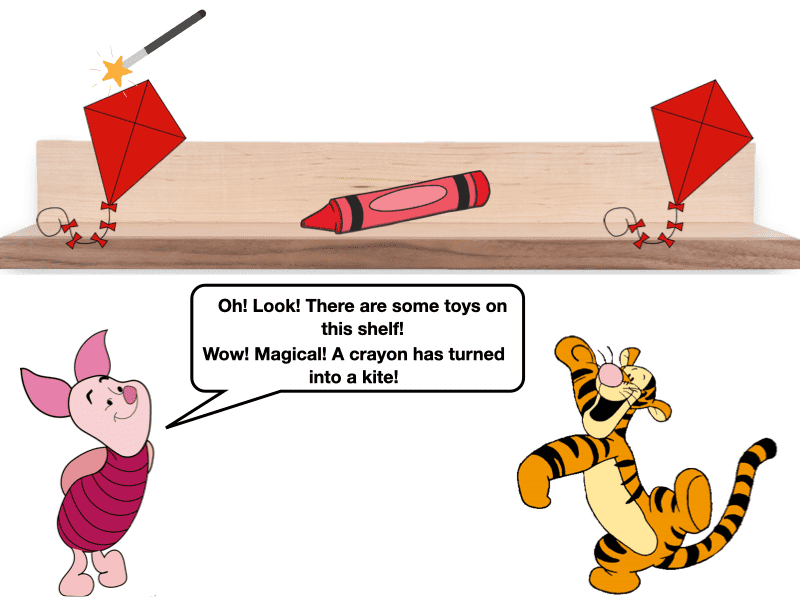 Oh! Look! There are some toys on
this shelf!
Wow! Magical! A crayon has turned
into a kite!